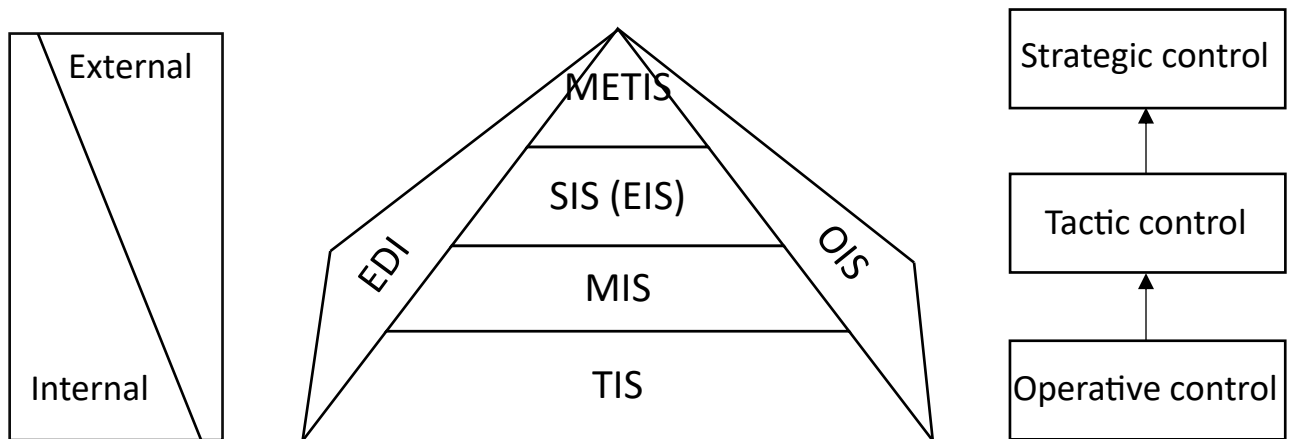 External
Internal
METIS
SIS (EIS)
MIS
TIS
EDI
OIS
Strategic control
Tactic control
Operative control